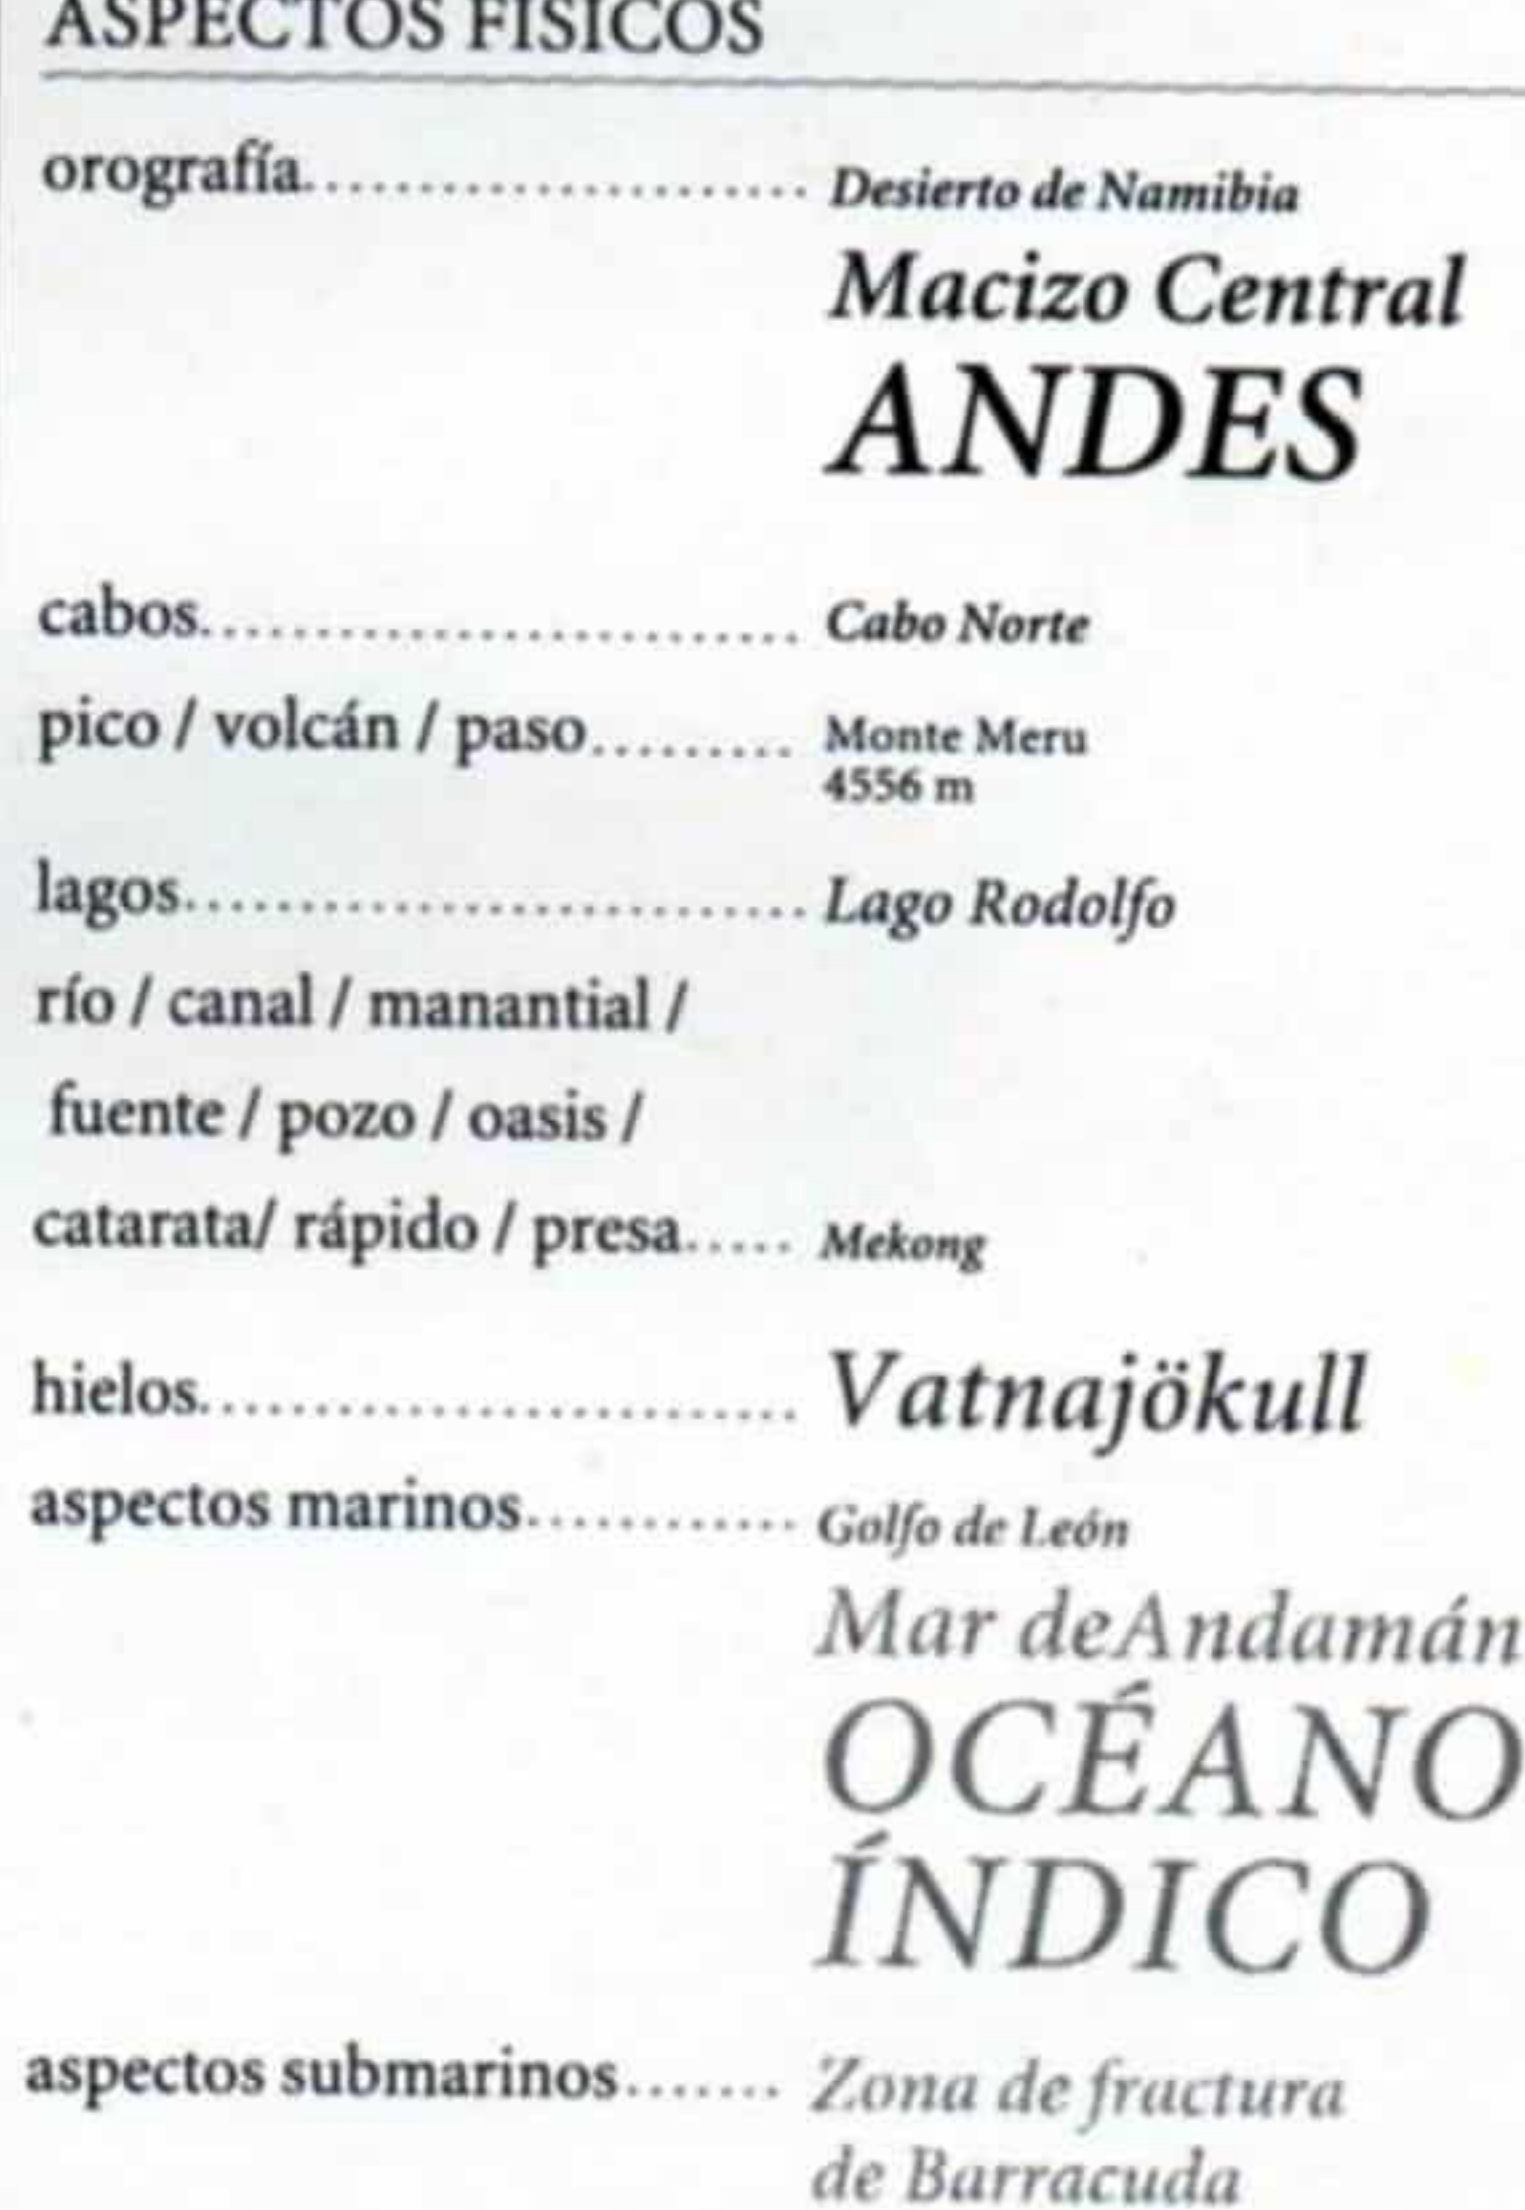 ASPECTOS FÍSICOS
orografía...................... Desierto de Namibia
Macizo Central
ANDES
cabos.......................... Cabo Norte
pico / volcán / paso......... Monte Meru
4556 m
lagos........................... Lago Rodolfo
río / canal / manantial /
fuente / pozo / oasis /
catarata/ rápido / presa..... Mekong
hielos.......................... Vatnajökull
aspectos marinos............ Golfo de León
Mar deAndamán
OCÉANO
ÍNDICO
aspectos submarinos....... Zona de fractura
de Barracuda